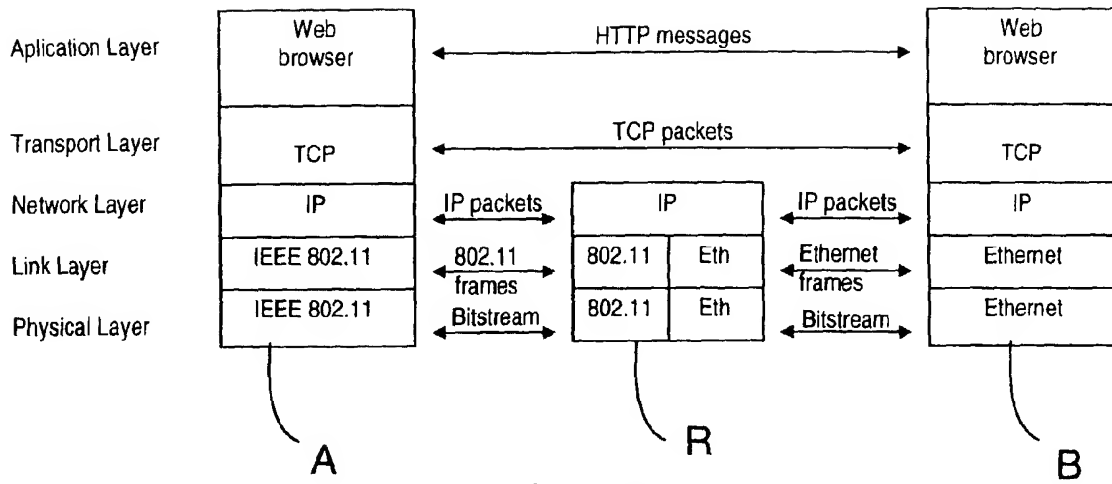 Aplication Layer
Web
browser
HTTP messages
Web
browser
Transport Layer
TCP
TCP packets
TCP
Network Layer
IP
IP packets
IP
IP packets
IP
Link Layer
IEEE 802.11
802.11
frames
802.11
Eth
Ethernet
frames
Ethernet
Physical Layer
IEEE 802.11
Bitstream
802.11
Eth
Bitstream
Ethernet
A
R
B